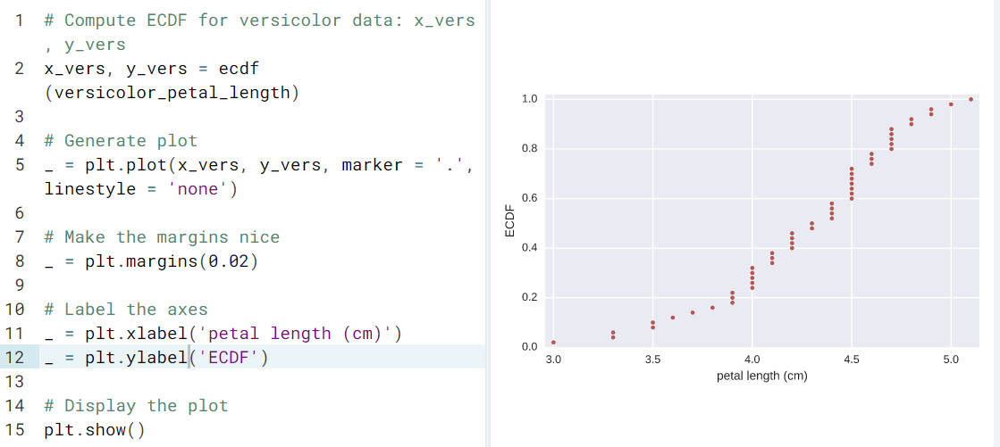 1 # Compute ECDF for versicolor data: x_vers
, y_vers
2 x_vers, y_vers = ecdf
(versicolor_petal_length)
3
4 # Generate plot
5 _ = plt.plot(x_vers, y_vers, marker = '.',
linestyle = 'none')
6
7 # Make the margins nice
8 _ = plt.margins(0.02)
9
10 # Label the axes
11 _ = plt.xlabel('petal length (cm)')
12 _ = plt.ylabel('ECDF')
13
14 # Display the plot
15 plt.show()
1.0
0.8
0.6
0.4
0.2
0.0
ECDF
3.0 3.5 4.0 4.5 5.0
petal length (cm)